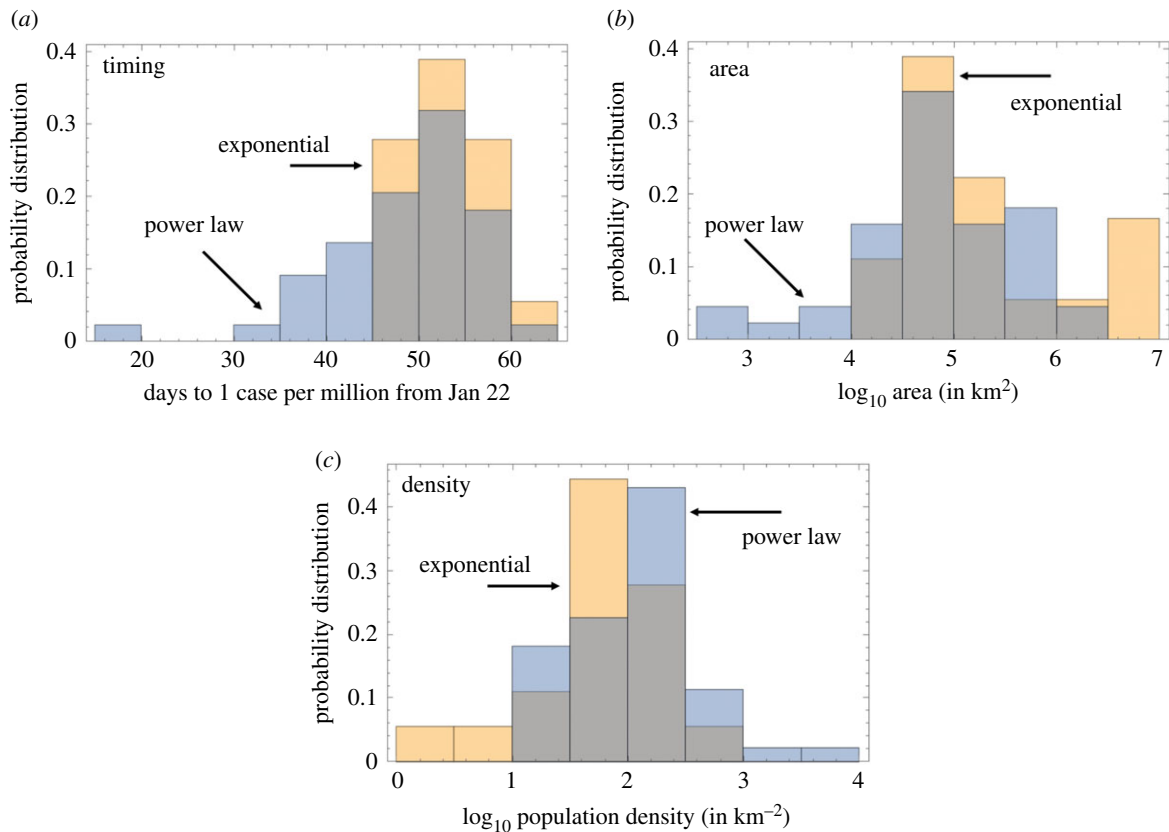 (a)
timing
exponential
power law
probability distribution
0.4
0.3
0.2
0.1
0
20 30 40 50 60
days to 1 case per million from Jan 22
(b)
area
exponential
power law
probability distribution
0.4
0.3
0.2
0.1
0
3 4 5 6 7
log₁₀ area (in km²)
(c)
density
power law
exponential
probability distribution
0.4
0.3
0.2
0.1
0
0 1 2 3 4
log₁₀ population density (in km⁻²)